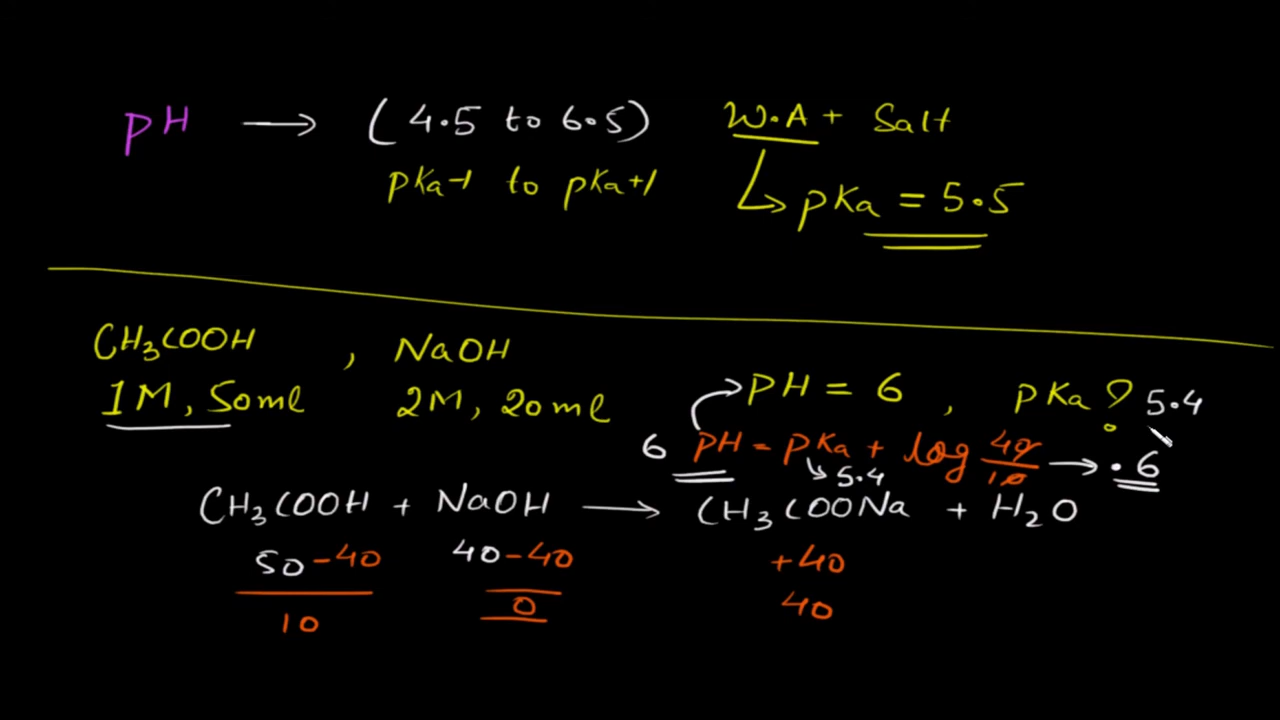 pH → (4.5 to 6.5) W.A + Salt
pKa-1 to pKa+1 ↳ pKa = 5.5
CH₃COOH , NaOH
1M, 50ml 2M, 20ml pH = 6 , pKa ? 5.4
6 pH = pKa + log 40/10 → .6
↳ 5.4
CH₃COOH + NaOH → CH₃COONa + H₂O
50-40 40-40 +40
10 0 40